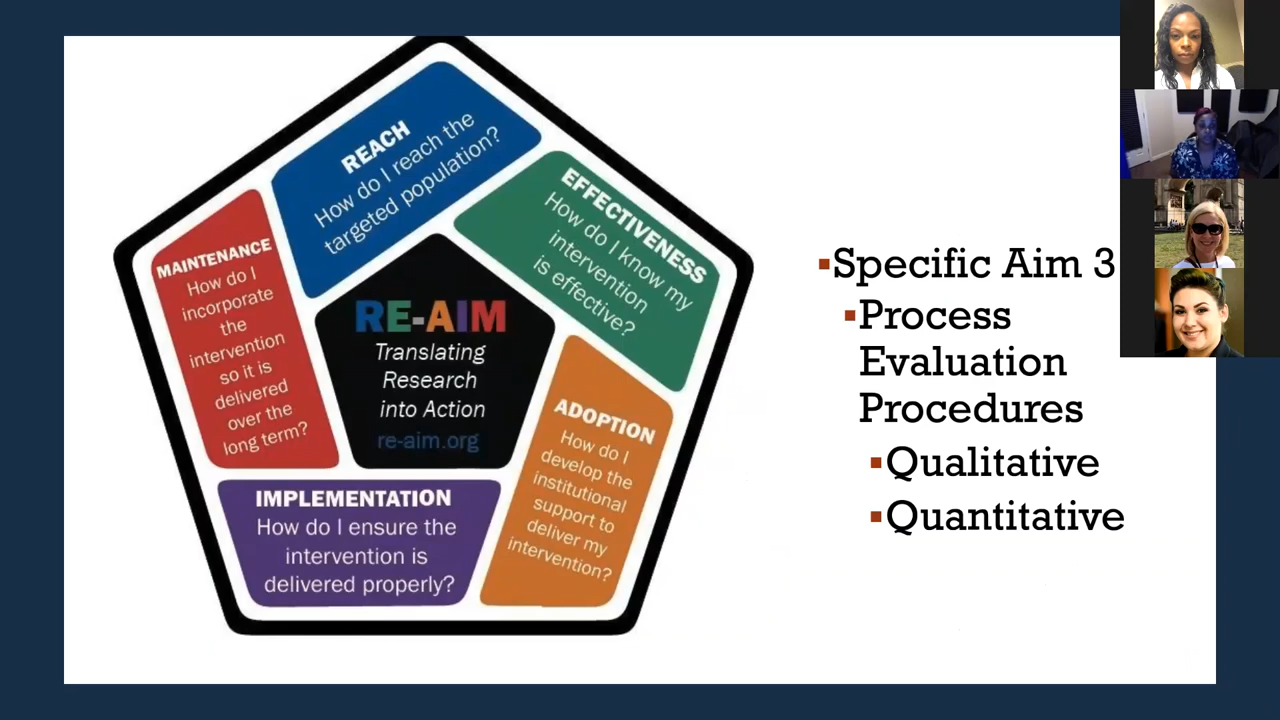 REACH
How do I reach the
targeted population?
EFFECTIVENESS
How do I know my
intervention
is effective?
MAINTENANCE
How do I
incorporate
the
intervention
so it is
delivered
over the
long term?
RE-AIM
Translating
Research
into Action
re-aim.org
ADOPTION
How do I
develop the
institutional
support to
deliver my
intervention?
IMPLEMENTATION
How do I ensure the
intervention is
delivered properly?
▪Specific Aim 3
▪Process
Evaluation
Procedures
▪Qualitative
▪Quantitative